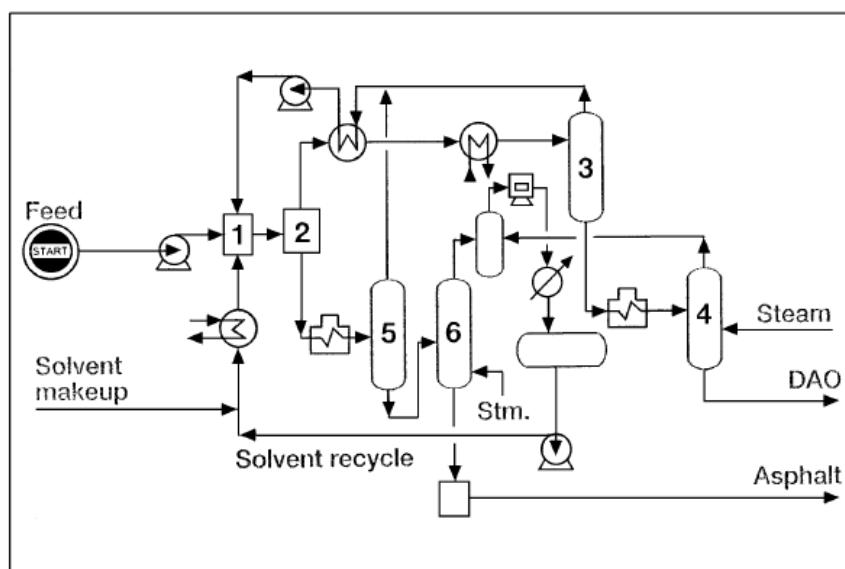 Feed
START
1
2
3
4
5
6
Steam
DAO
Solvent
makeup
Stm.
Solvent recycle
Asphalt